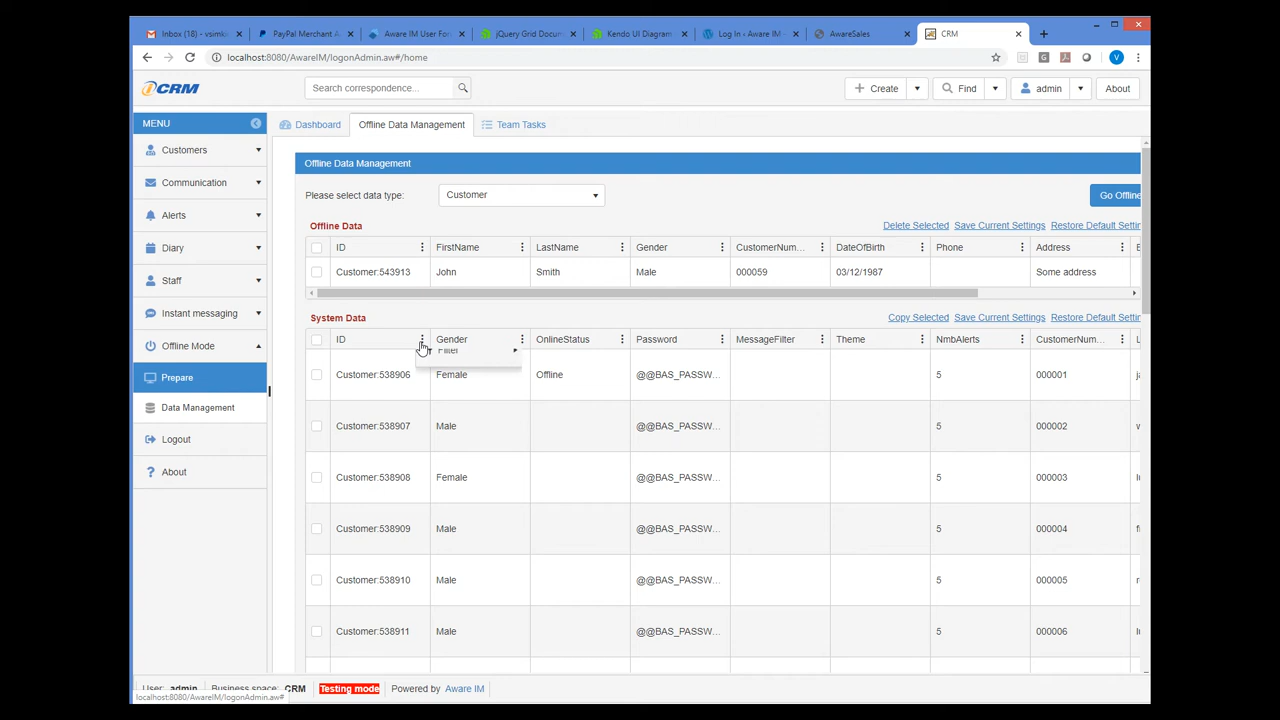 Inbox (18) - vsimki
PayPal Merchant A
Aware IM User For
jQuery Grid Docum
Kendo UI Diagram
Log In ‹ Aware IM
AwareSales
CRM
localhost:8080/AwareIM/logonAdmin.aw#/home
CRM
Search correspondence...
Create
Find
admin
About
MENU
Dashboard
Offline Data Management
Team Tasks
Customers
Communication
Alerts
Diary
Staff
Instant messaging
Offline Mode
Prepare
Data Management
Logout
About
Offline Data Management
Please select data type:
Customer
Go Offline
Offline Data
Delete Selected
Save Current Settings
Restore Default Settin
ID FirstName LastName Gender CustomerNum... DateOfBirth Phone Address
Customer:543913 John Smith Male 000059 03/12/1987 Some address
System Data
Copy Selected
Save Current Settings
Restore Default Settin
ID Gender OnlineStatus Password MessageFilter Theme NmbAlerts CustomerNum... L
Filter
Customer:538906 Female Offline @@BAS_PASSW... 5 000001
Customer:538907 Male @@BAS_PASSW... 5 000002
Customer:538908 Female @@BAS_PASSW... 5 000003
Customer:538909 Male @@BAS_PASSW... 5 000004
Customer:538910 Male @@BAS_PASSW... 5 000005
Customer:538911 Male @@BAS_PASSW... 5 000006
User: admin
Business space: CRM
Testing mode
Powered by Aware IM
localhost:8080/AwareIM/logonAdmin.aw#